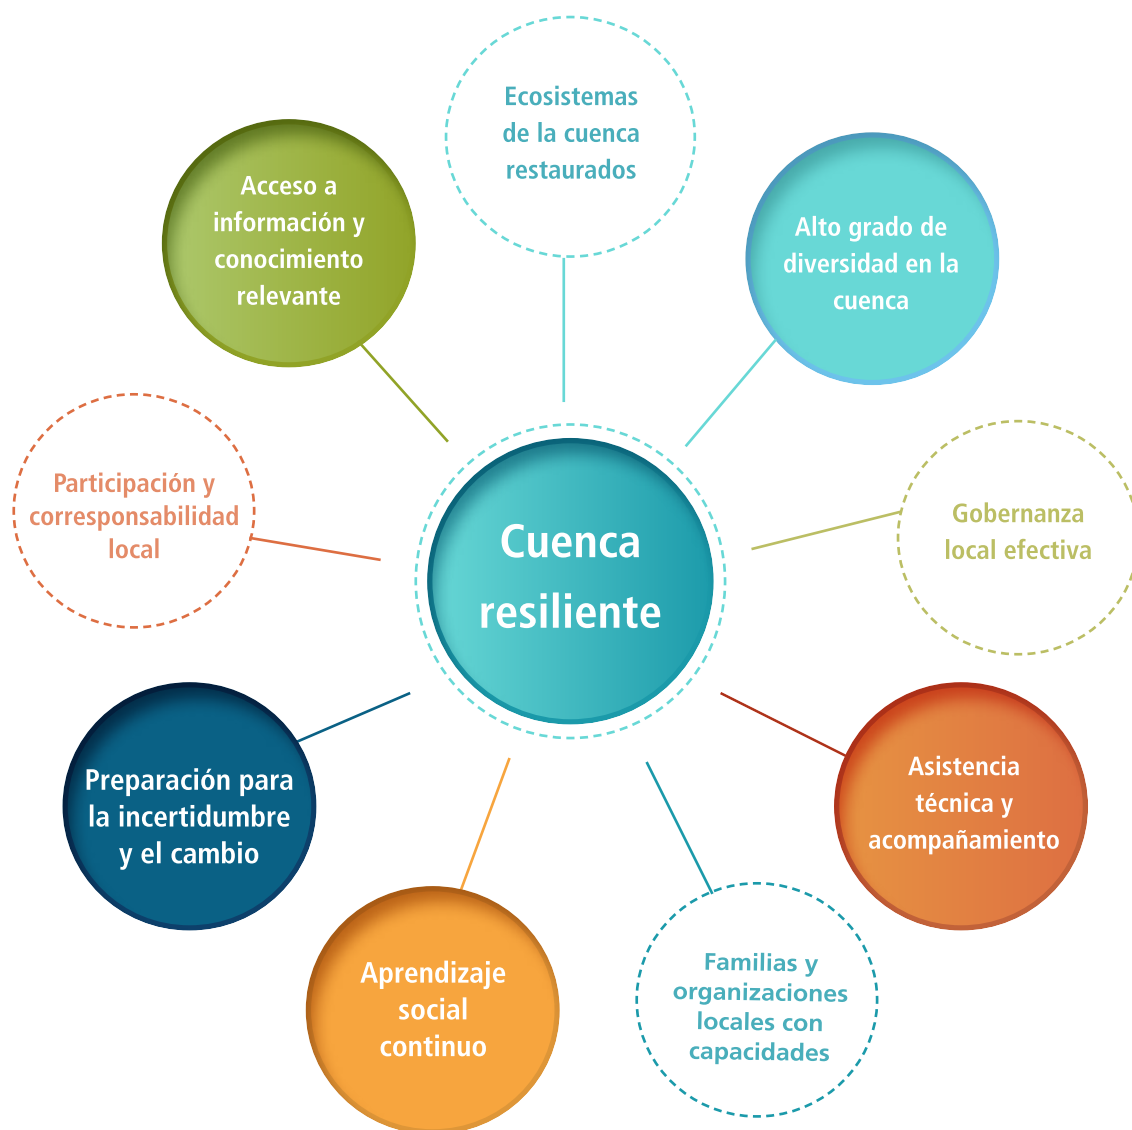 Ecosistemas
de la cuenca
restaurados
Alto grado de
diversidad en la
cuenca
Gobernanza
local efectiva
Asistencia
técnica y
acompañamiento
Familias y
organizaciones
locales con
capacidades
Aprendizaje
social
continuo
Preparación para
la incertidumbre
y el cambio
Participación y
corresponsabilidad
local
Acceso a
información y
conocimiento
relevante
Cuenca
resiliente